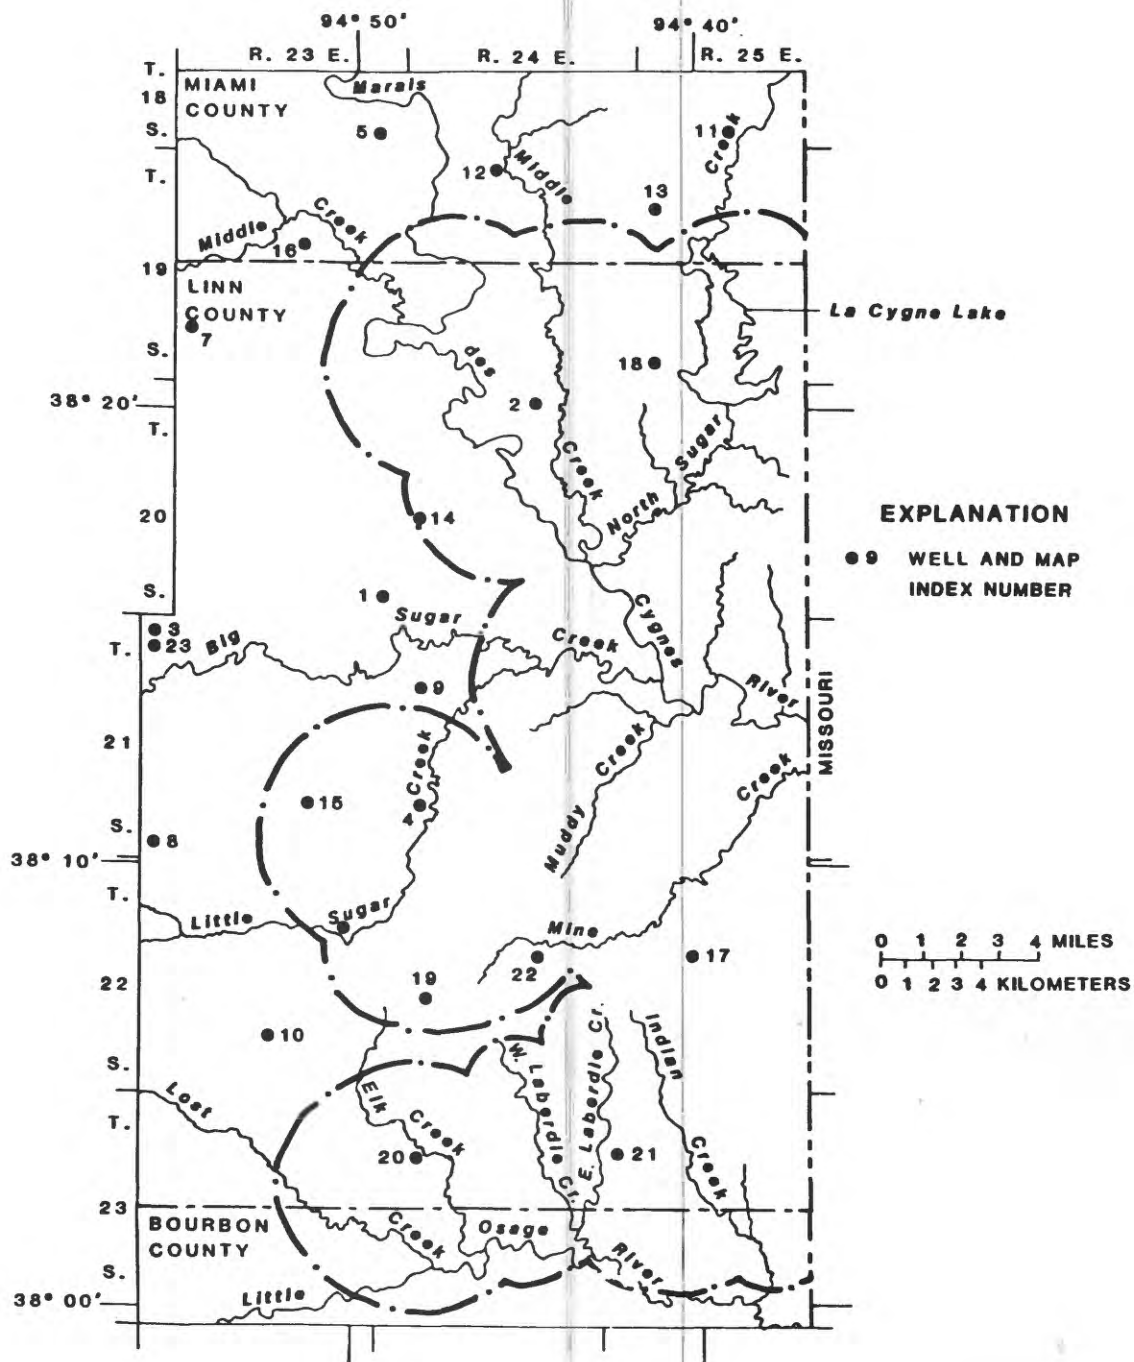 94° 50'
94° 40'
R. 23 E.
R. 24 E.
R. 25 E.
T.
18
S.
MIAMI
COUNTY
Marais
5
12
Middle
11
Creek
13
T.
Middle
Creek
16
19
LINN
COUNTY
7
La Cygne Lake
des
18
S.
38° 20'
2
T.
Creek
North
Sugar
20
14
EXPLANATION
9 WELL AND MAP
INDEX NUMBER
S.
1
Cygnes
3
23
T.
Big
Sugar
Creek
9
River
MISSOURI
21
Creek
15
4
Muddy
Creek
Creek
S.
8
38° 10'
T.
Little
Sugar
Mine
22
17
0 1 2 3 4 MILES
0 1 2 3 4 KILOMETERS
22
19
10
S.
W. Laberdie Cr.
E. Laberdie Cr.
Indian
Creek
Lost
Elk
Creek
T.
20
21
23
BOURBON
COUNTY
Creek
Osage
River
S.
Little
38° 00'